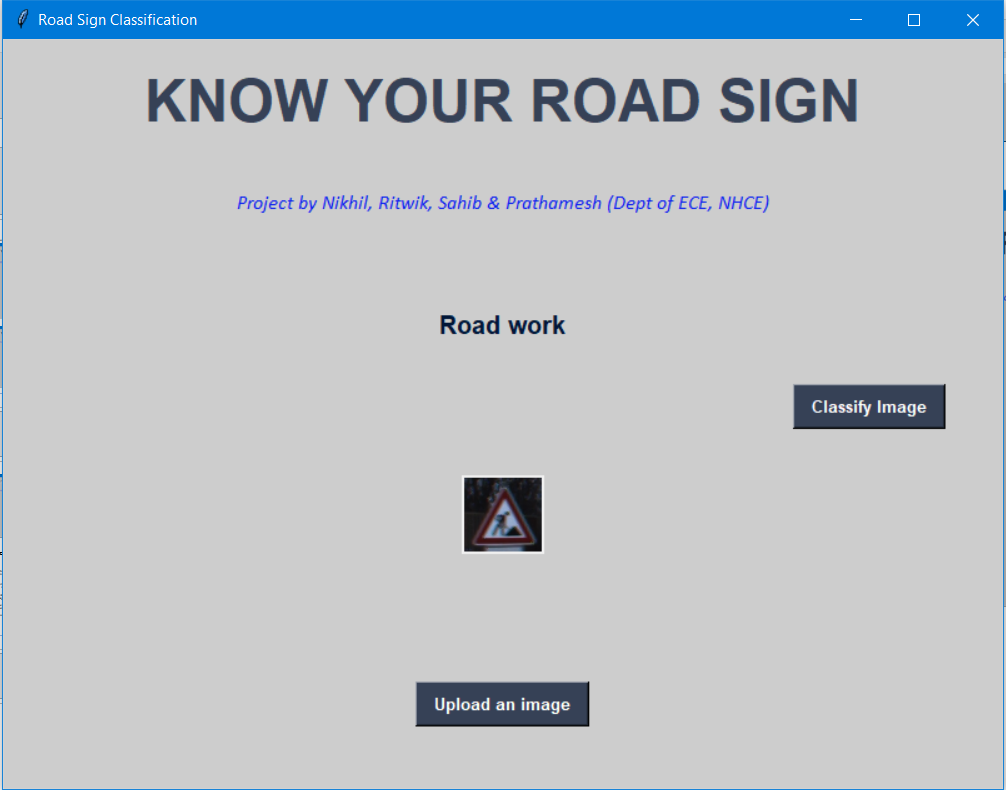 Road Sign Classification
KNOW YOUR ROAD SIGN
Project by Nikhil, Ritwik, Sahib & Prathamesh (Dept of ECE, NHCE)
Road work
Classify Image
Upload an image